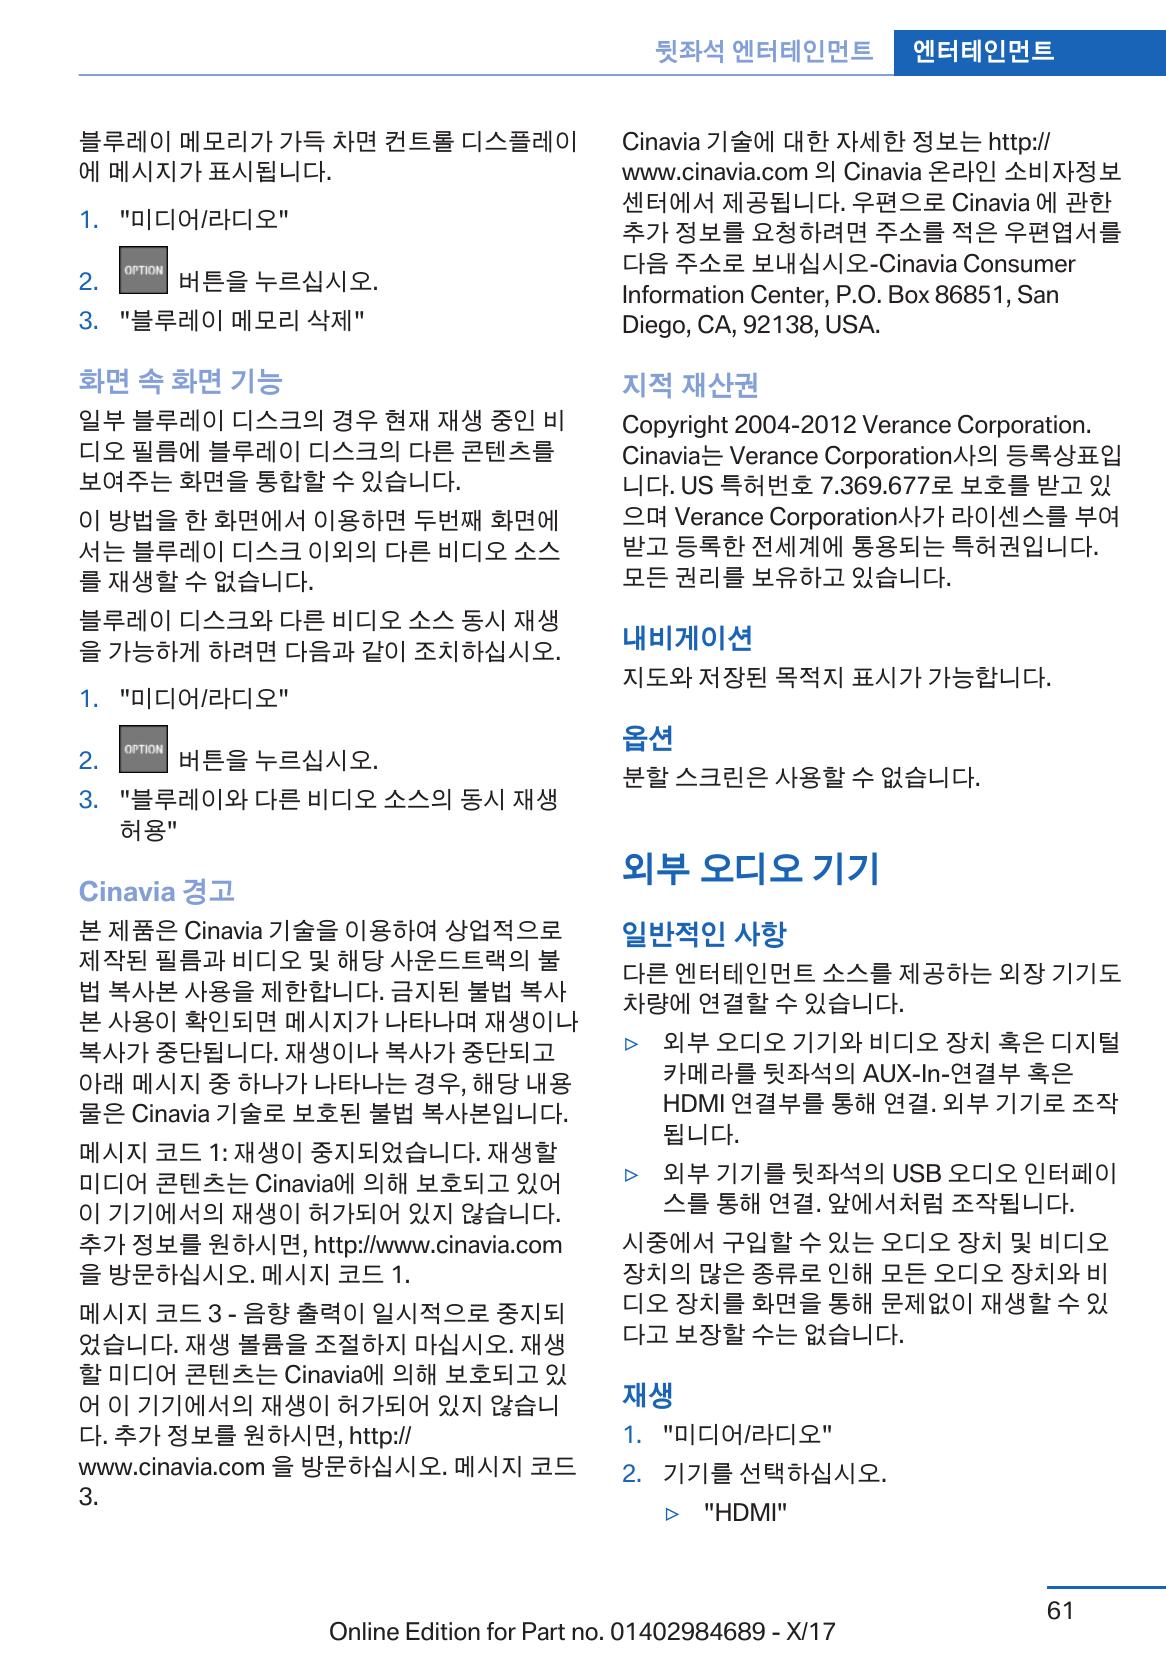 뒷좌석 엔터테인먼트 엔터테인먼트
블루레이 메모리가 가득 차면 컨트롤 디스플레이
에 메시지가 표시됩니다.
1. "미디어/라디오"
2. OPTION 버튼을 누르십시오.
3. "블루레이 메모리 삭제"
화면 속 화면 기능
일부 블루레이 디스크의 경우 현재 재생 중인 비
디오 필름에 블루레이 디스크의 다른 콘텐츠를
보여주는 화면을 통합할 수 있습니다.
이 방법을 한 화면에서 이용하면 두번째 화면에
서는 블루레이 디스크 이외의 다른 비디오 소스
를 재생할 수 없습니다.
블루레이 디스크와 다른 비디오 소스 동시 재생
을 가능하게 하려면 다음과 같이 조치하십시오.
1. "미디어/라디오"
2. OPTION 버튼을 누르십시오.
3. "블루레이와 다른 비디오 소스의 동시 재생
허용"
Cinavia 경고
본 제품은 Cinavia 기술을 이용하여 상업적으로
제작된 필름과 비디오 및 해당 사운드트랙의 불
법 복사본 사용을 제한합니다. 금지된 불법 복사
본 사용이 확인되면 메시지가 나타나며 재생이나
복사가 중단됩니다. 재생이나 복사가 중단되고
아래 메시지 중 하나가 나타나는 경우, 해당 내용
물은 Cinavia 기술로 보호된 불법 복사본입니다.
메시지 코드 1: 재생이 중지되었습니다. 재생할
미디어 콘텐츠는 Cinavia에 의해 보호되고 있어
이 기기에서의 재생이 허가되어 있지 않습니다.
추가 정보를 원하시면, http://www.cinavia.com
을 방문하십시오. 메시지 코드 1.
메시지 코드 3 - 음향 출력이 일시적으로 중지되
었습니다. 재생 볼륨을 조절하지 마십시오. 재생
할 미디어 콘텐츠는 Cinavia에 의해 보호되고 있
어 이 기기에서의 재생이 허가되어 있지 않습니
다. 추가 정보를 원하시면, http://
www.cinavia.com 을 방문하십시오. 메시지 코드
3.
Cinavia 기술에 대한 자세한 정보는 http://
www.cinavia.com 의 Cinavia 온라인 소비자정보
센터에서 제공됩니다. 우편으로 Cinavia 에 관한
추가 정보를 요청하려면 주소를 적은 우편엽서를
다음 주소로 보내십시오-Cinavia Consumer
Information Center, P.O. Box 86851, San
Diego, CA, 92138, USA.
지적 재산권
Copyright 2004-2012 Verance Corporation.
Cinavia는 Verance Corporation사의 등록상표입
니다. US 특허번호 7.369.677로 보호를 받고 있
으며 Verance Corporation사가 라이센스를 부여
받고 등록한 전세계에 통용되는 특허권입니다.
모든 권리를 보유하고 있습니다.
내비게이션
지도와 저장된 목적지 표시가 가능합니다.
옵션
분할 스크린은 사용할 수 없습니다.
외부 오디오 기기
일반적인 사항
다른 엔터테인먼트 소스를 제공하는 외장 기기도
차량에 연결할 수 있습니다.
▷ 외부 오디오 기기와 비디오 장치 혹은 디지털
카메라를 뒷좌석의 AUX-In-연결부 혹은
HDMI 연결부를 통해 연결. 외부 기기로 조작
됩니다.
▷ 외부 기기를 뒷좌석의 USB 오디오 인터페이
스를 통해 연결. 앞에서처럼 조작됩니다.
시중에서 구입할 수 있는 오디오 장치 및 비디오
장치의 많은 종류로 인해 모든 오디오 장치와 비
디오 장치를 화면을 통해 문제없이 재생할 수 있
다고 보장할 수는 없습니다.
재생
1. "미디어/라디오"
2. 기기를 선택하십시오.
▷ "HDMI"
61
Online Edition for Part no. 01402984689 - X/17